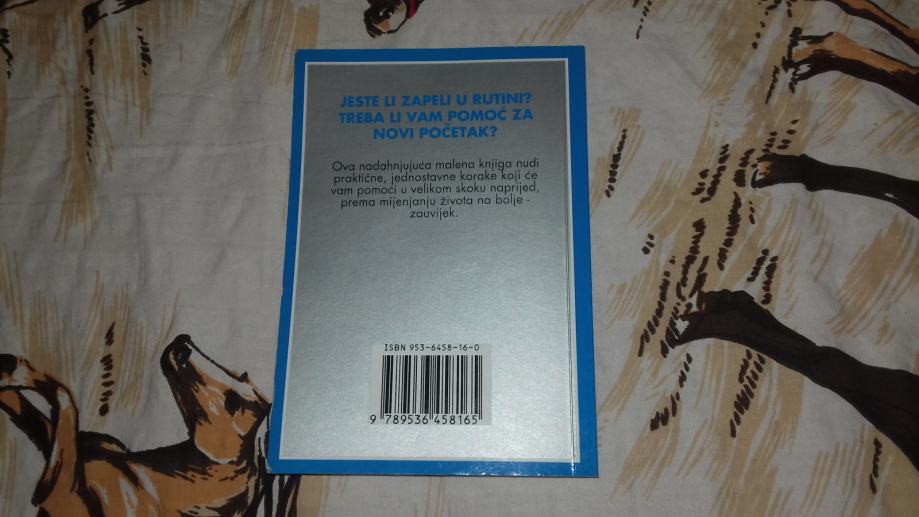 JESTE LI ZAPELI U RUTINI?
TREBA LI VAM POMOĆ ZA
NOVI POČETAK?
Ova nadahnjujuća malena knjiga nudi
praktične, jednostavne korake koji će
vam pomoći u velikom skoku naprijed,
prema mijenjanju života na bolje -
zauvijek.
ISBN 953-6458-16-0
9 789536 458165